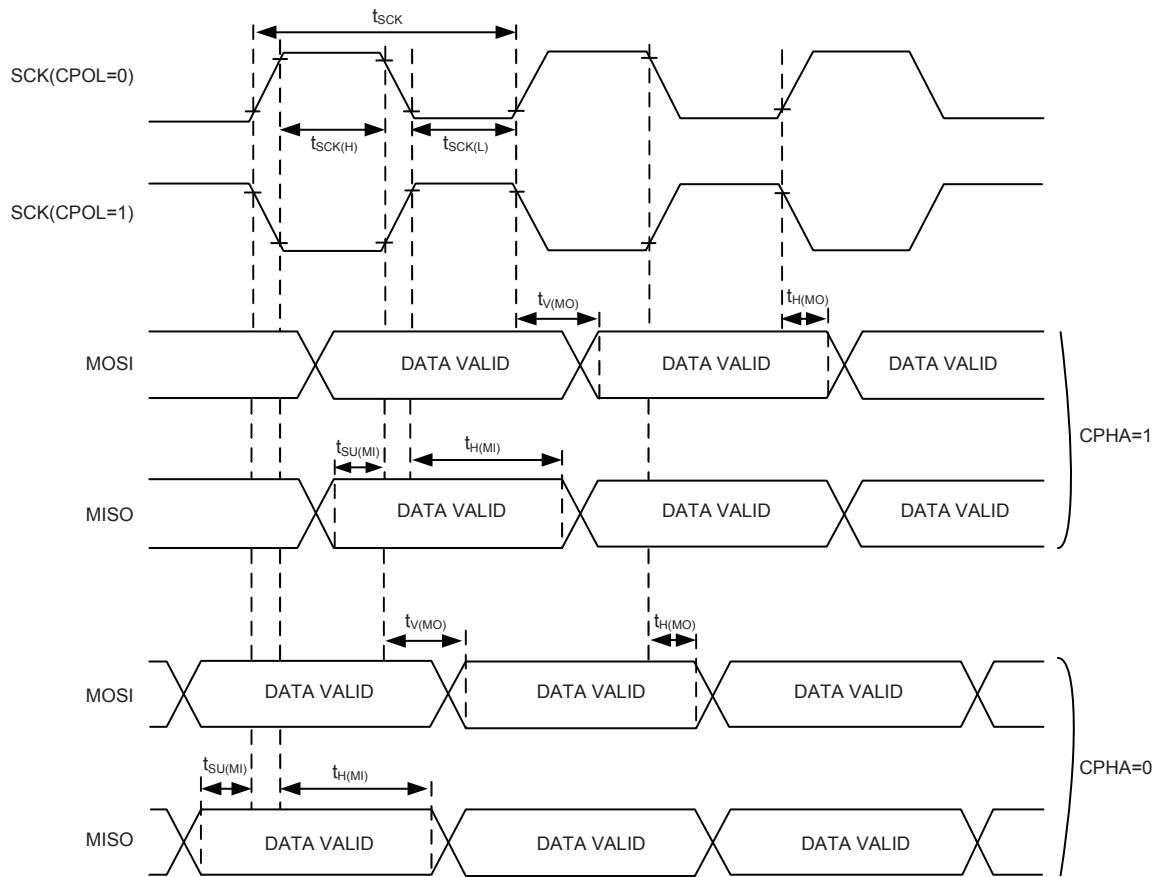 tSCK
SCK(CPOL=0)
tSCK(H)
tSCK(L)
SCK(CPOL=1)
tV(MO)
tH(MO)
MOSI
DATA VALID
DATA VALID
DATA VALID
CPHA=1
tSU(MI)
tH(MI)
MISO
DATA VALID
DATA VALID
DATA VALID
tV(MO)
tH(MO)
MOSI
DATA VALID
DATA VALID
DATA VALID
CPHA=0
tSU(MI)
tH(MI)
MISO
DATA VALID
DATA VALID
DATA VALID